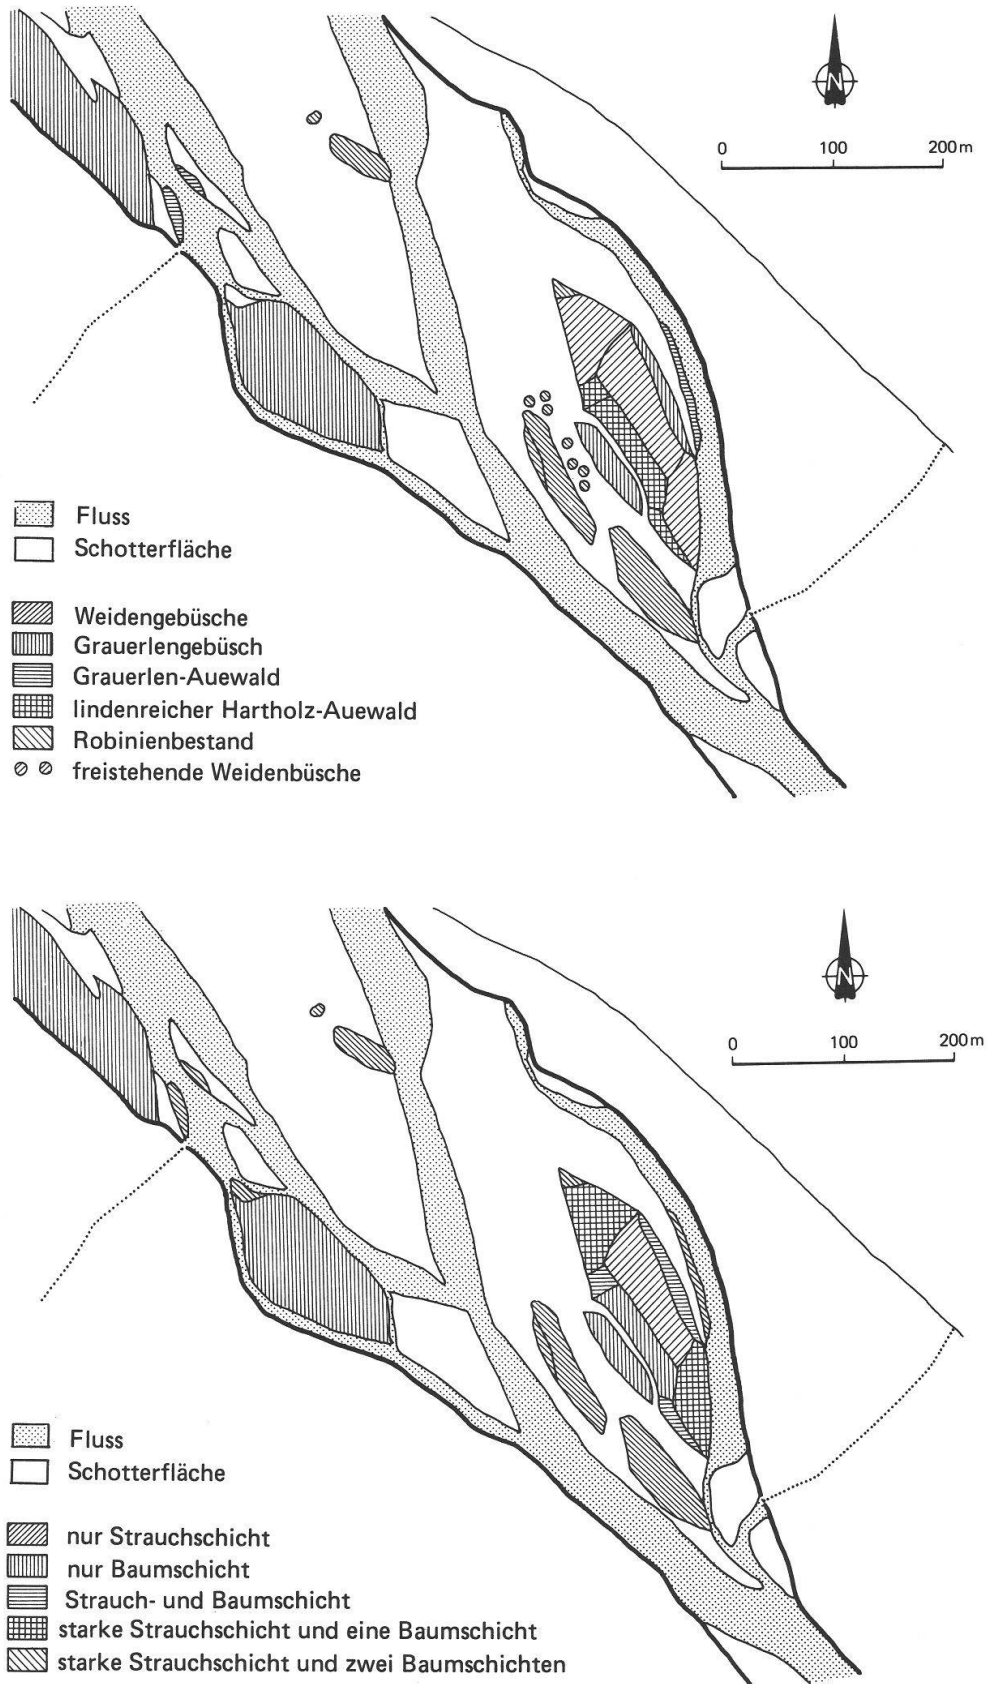 N
0 100 200 m
Fluss
Schotterfläche
Weidengebüsche
Grauerlengebüsch
Grauerlen-Auewald
lindenreicher Hartholz-Auewald
Robinienbestand
freistehende Weidenbüsche
N
0 100 200 m
Fluss
Schotterfläche
nur Strauchschicht
nur Baumschicht
Strauch- und Baumschicht
starke Strauchschicht und eine Baumschicht
starke Strauchschicht und zwei Baumschichten